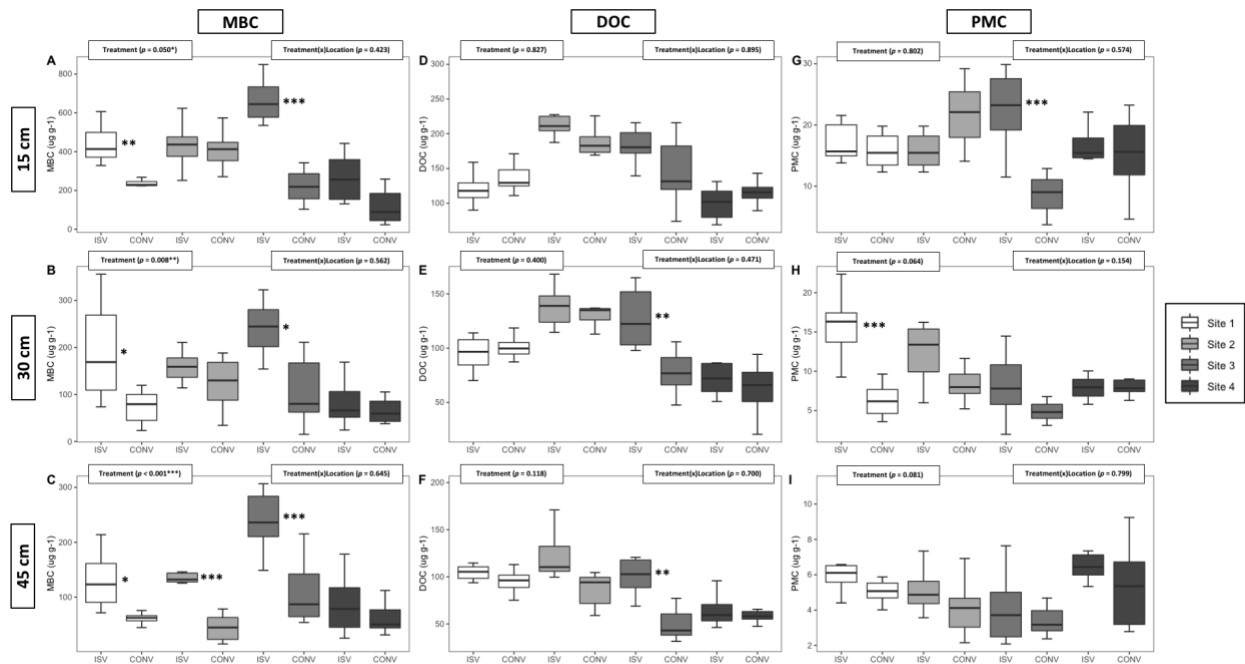 MBC
DOC
PMC
15 cm
A
Treatment (p = 0.050*)
Treatment(x)Location (p = 0.423)
MBC (ug g-1)
800
600
400
200
0
**
***
ISV CONV ISV CONV ISV CONV ISV CONV
D
Treatment (p = 0.827)
Treatment(x)Location (p = 0.895)
DOC (ug g-1)
300
250
200
150
100
ISV CONV ISV CONV ISV CONV ISV CONV
G
Treatment (p = 0.802)
Treatment(x)Location (p = 0.574)
PMC (ug g-1)
30
20
10
***
ISV CONV ISV CONV ISV CONV ISV CONV
30 cm
B
Treatment (p = 0.008**)
Treatment(x)Location (p = 0.562)
MBC (ug g-1)
300
200
100
0
*
*
ISV CONV ISV CONV ISV CONV ISV CONV
E
Treatment (p = 0.400)
Treatment(x)Location (p = 0.471)
DOC (ug g-1)
150
100
50
**
ISV CONV ISV CONV ISV CONV ISV CONV
H
Treatment (p = 0.064)
Treatment(x)Location (p = 0.154)
PMC (ug g-1)
20
15
10
5
***
ISV CONV ISV CONV ISV CONV ISV CONV
Site 1
Site 2
Site 3
Site 4
45 cm
C
Treatment (p < 0.001***)
Treatment(x)Location (p = 0.645)
MBC (ug g-1)
300
200
100
*
***
***
ISV CONV ISV CONV ISV CONV ISV CONV
F
Treatment (p = 0.118)
Treatment(x)Location (p = 0.700)
DOC (ug g-1)
200
150
100
50
**
ISV CONV ISV CONV ISV CONV ISV CONV
I
Treatment (p = 0.081)
Treatment(x)Location (p = 0.799)
PMC (ug g-1)
10
8
6
4
2
ISV CONV ISV CONV ISV CONV ISV CONV